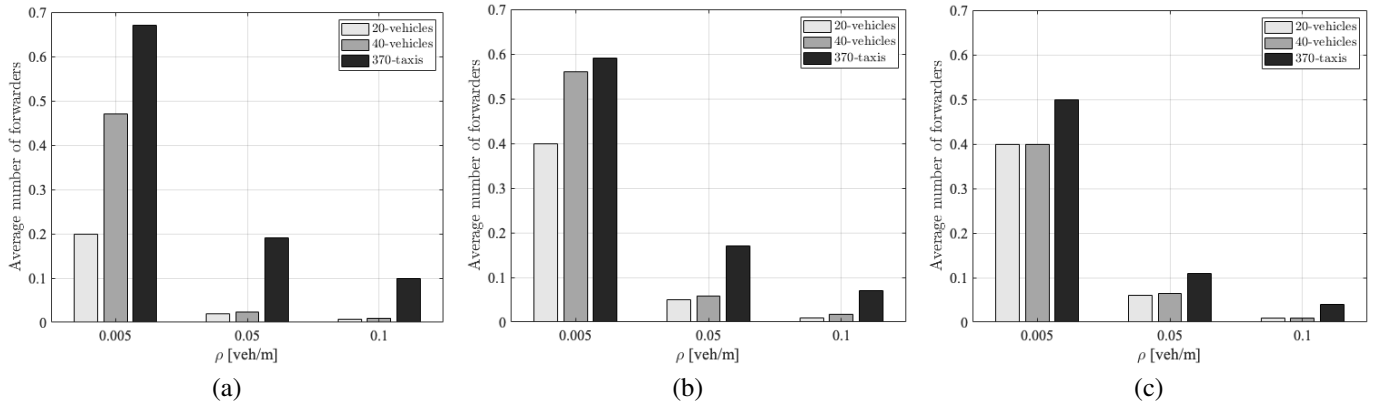 0.7
0.6
0.5
0.4
0.3
0.2
0.1
0
Average number of forwarders
20-vehicles
40-vehicles
370-taxis
0.005 0.05 0.1
ρ [veh/m]
(a)
0.7
0.6
0.5
0.4
0.3
0.2
0.1
0
Average number of forwarders
20-vehicles
40-vehicles
370-taxis
0.005 0.05 0.1
ρ [veh/m]
(b)
0.7
0.6
0.5
0.4
0.3
0.2
0.1
0
Average number of forwarders
20-vehicles
40-vehicles
370-taxis
0.005 0.05 0.1
ρ [veh/m]
(c)